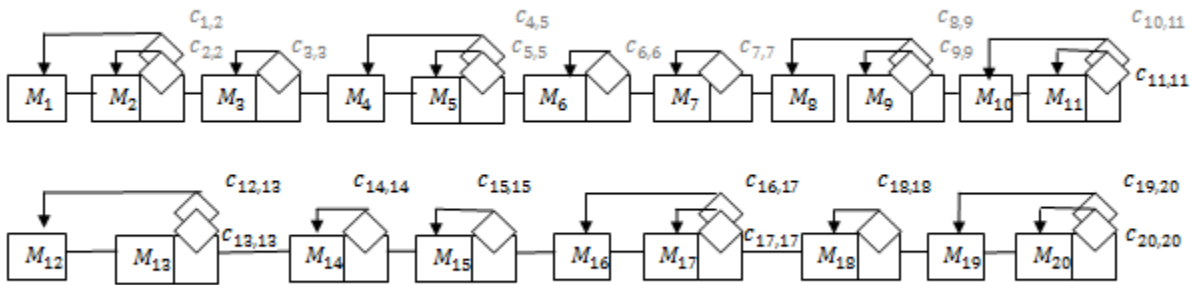 c1,2 c4,5 c8,9 c10,11
c2,2 c3,3 c5,5 c6,6 c7,7 c9,9
M1 M2 M3 M4 M5 M6 M7 M8 M9 M10 M11 c11,11
c12,13 c14,14 c15,15 c16,17 c18,18 c19,20
c13,13 c17,17 c20,20
M12 M13 M14 M15 M16 M17 M18 M19 M20